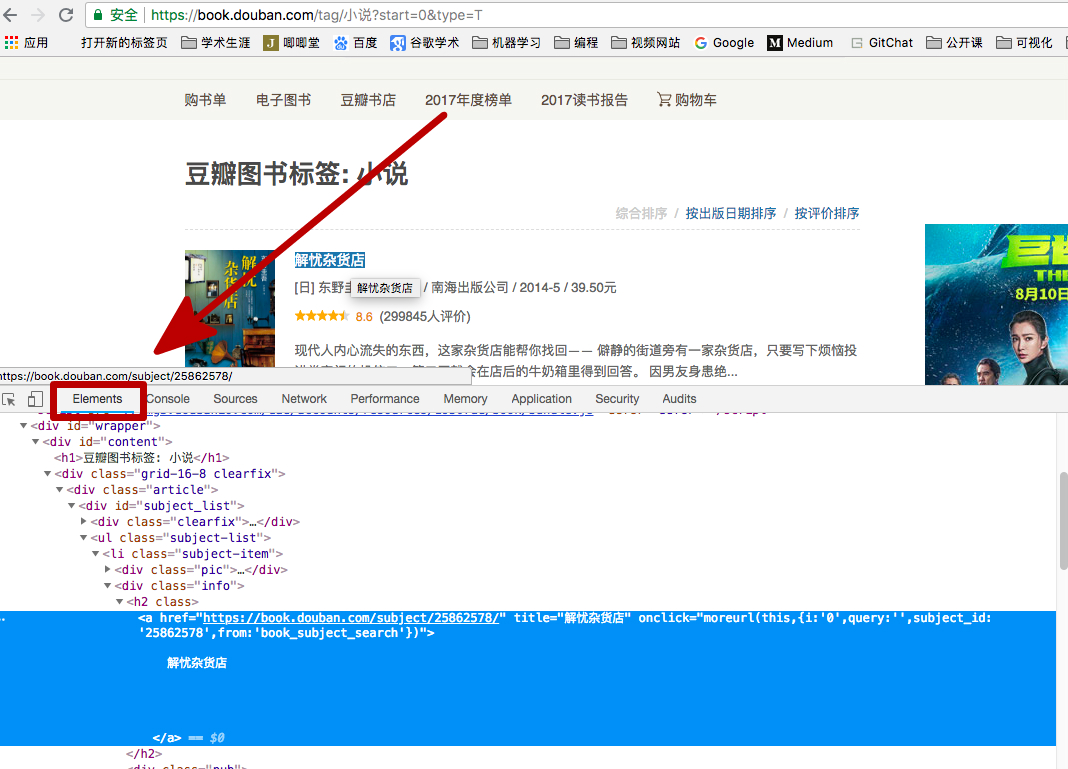 安全 https://book.douban.com/tag/小说?start=0&type=T
应用 打开新的标签页 学术生涯 唧唧堂 百度 谷歌学术 机器学习 编程 视频网站 Google Medium GitChat 公开课 可视化
购书单 电子图书 豆瓣书店 2017年度榜单 2017读书报告 购物车
豆瓣图书标签: 小说
综合排序 / 按出版日期排序 / 按评价排序
解忧杂货店
[日] 东野 / 南海出版公司 / 2014-5 / 39.50元
解忧杂货店
8.6 (299845人评价)
现代人内心流失的东西，这家杂货店能帮你找回—— 僻静的街道旁有一家杂货店，只要写下烦恼投
会在店后的牛奶箱里得到回答。 因男友身患绝...
解忧
杂货店
THE
8月10日
https://book.douban.com/subject/25862578/
Elements Console Sources Network Performance Memory Application Security Audits
<div id="wrapper">
<div id="content">
<h1>豆瓣图书标签: 小说</h1>
<div class="grid-16-8 clearfix">
<div class="article">
<div id="subject_list">
<div class="clearfix">…</div>
<ul class="subject-list">
<li class="subject-item">
<div class="pic">…</div>
<div class="info">
<h2 class>
<a href="https://book.douban.com/subject/25862578/" title="解忧杂货店" onclick="moreurl(this,{i:'0',query:'',subject_id:
'25862578',from:'book_subject_search'})">
解忧杂货店
</a> == $0
</h2>
<div class="pub">